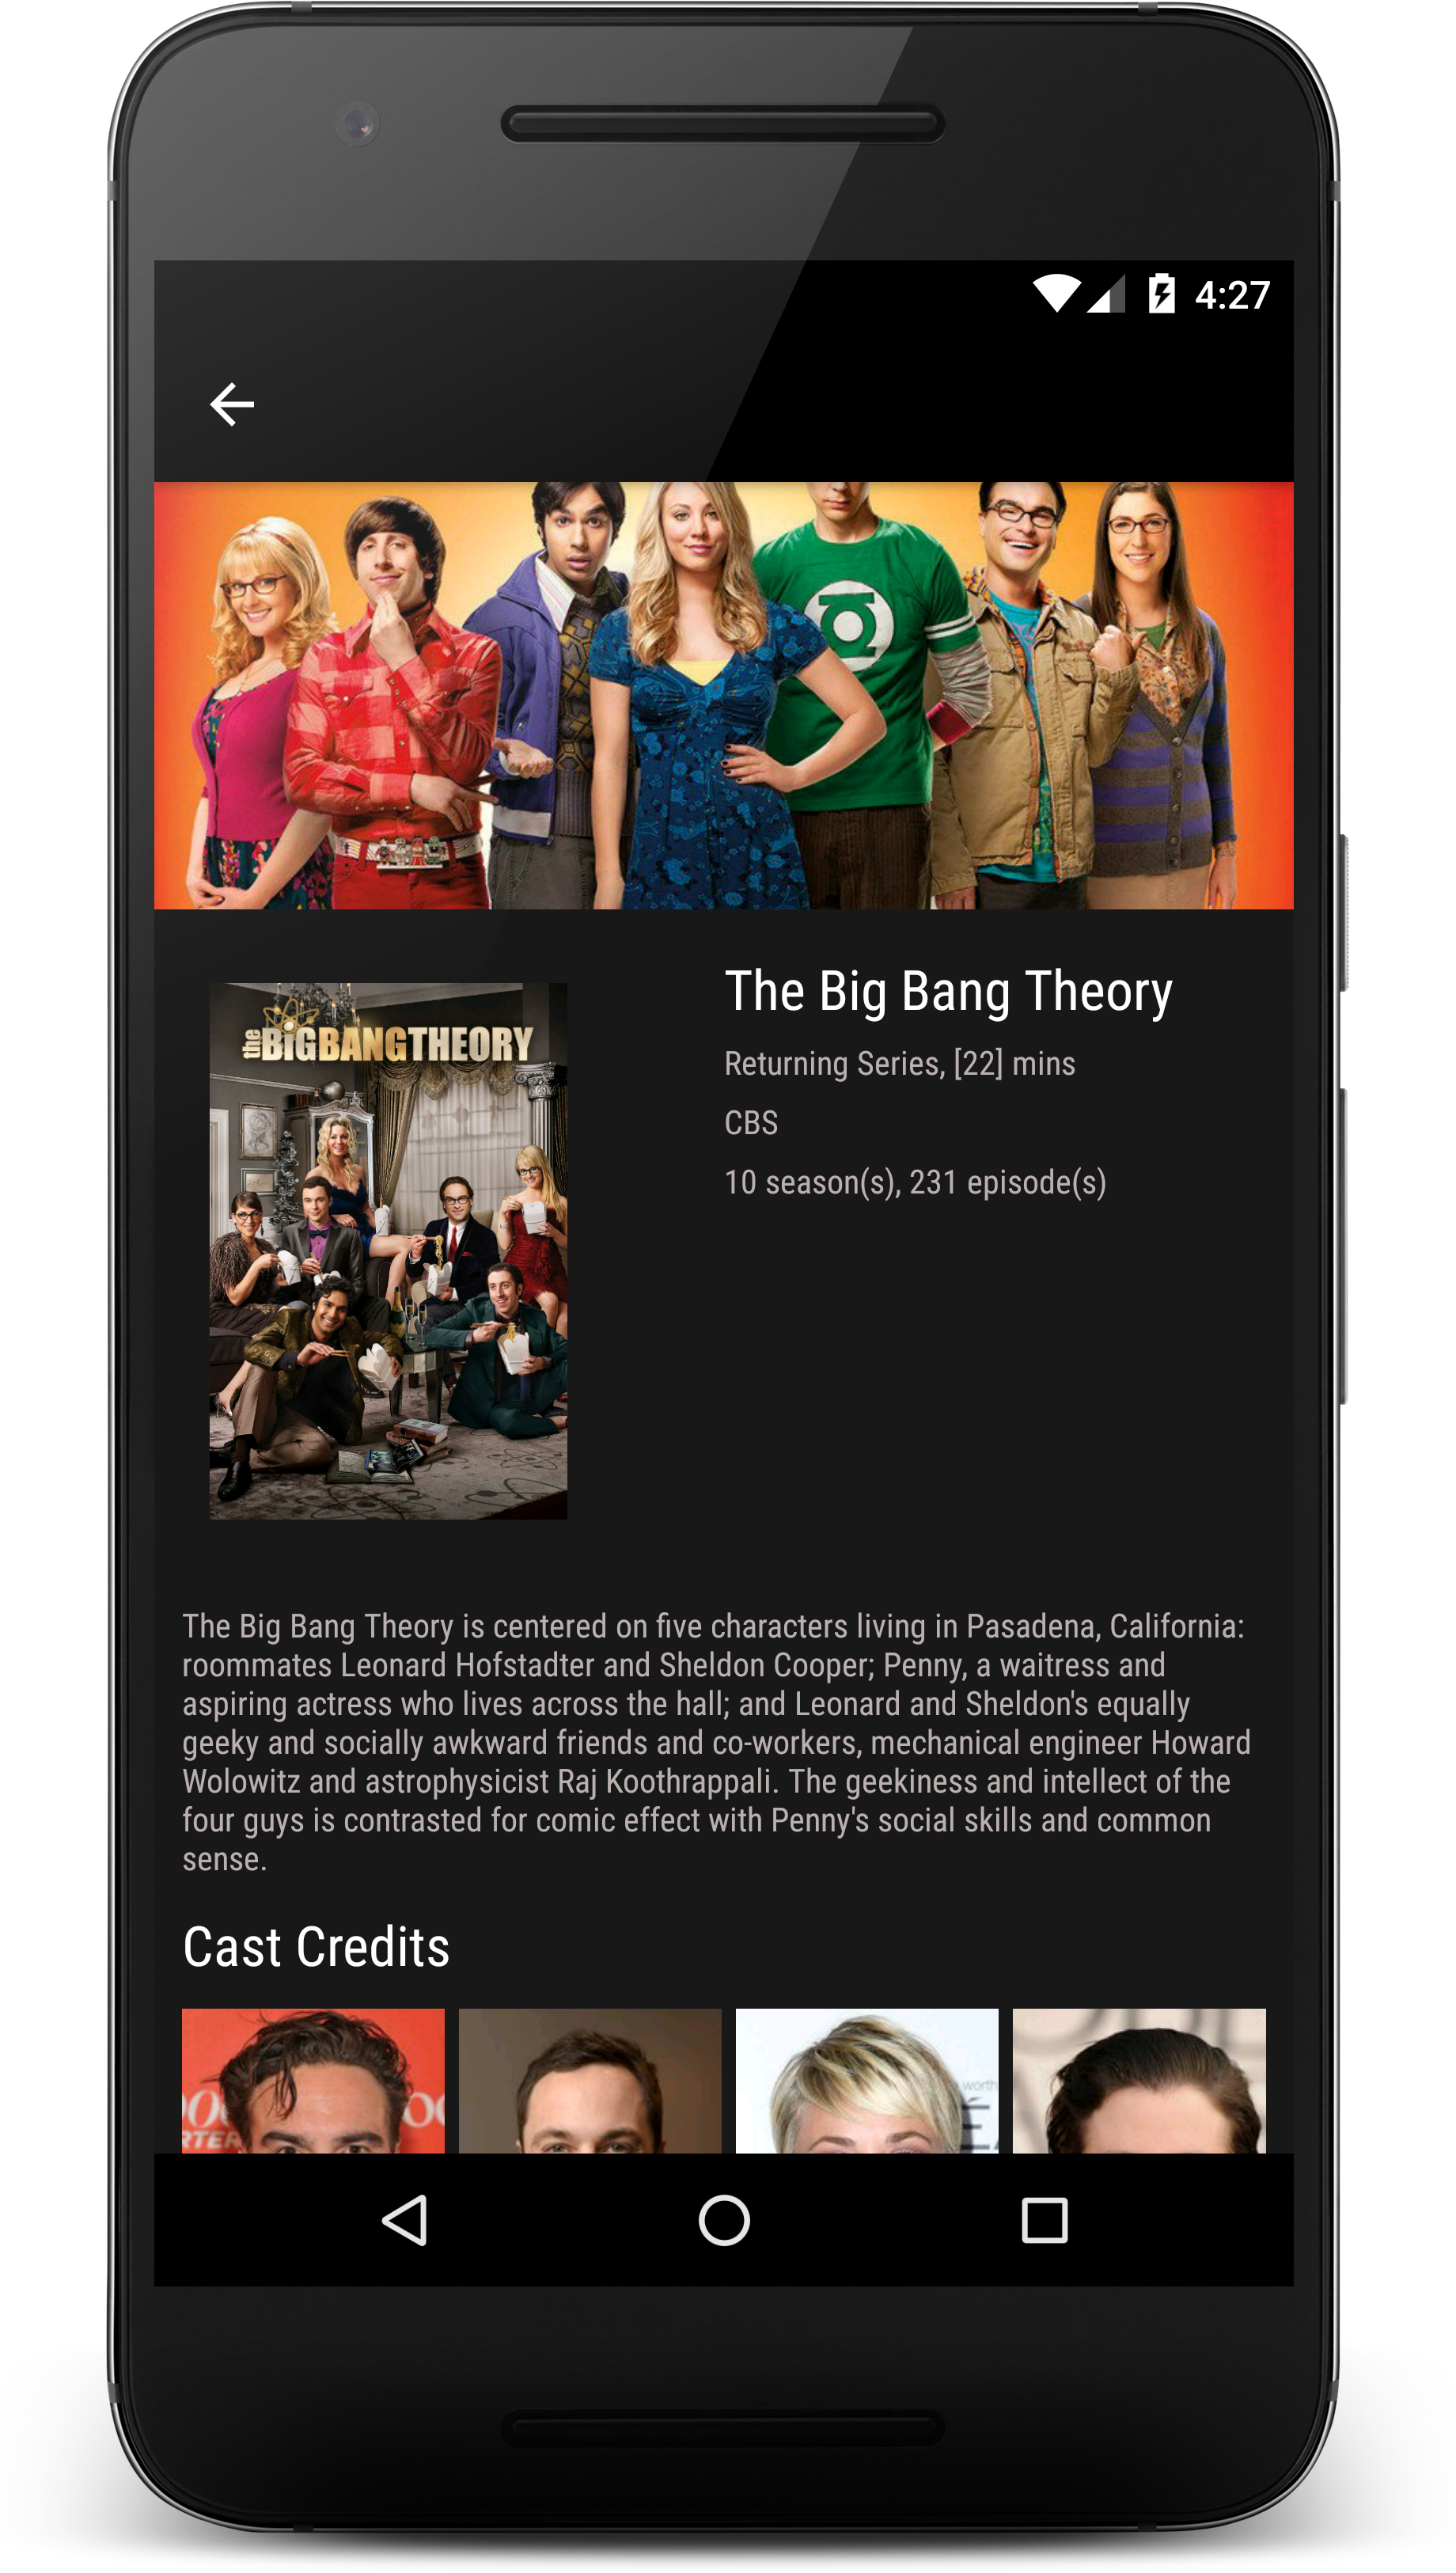 4:27
The Big Bang Theory
the BIGBANGTHEORY
Returning Series, [22] mins
CBS
10 season(s), 231 episode(s)
The Big Bang Theory is centered on five characters living in Pasadena, California:
roommates Leonard Hofstadter and Sheldon Cooper; Penny, a waitress and
aspiring actress who lives across the hall; and Leonard and Sheldon's equally
geeky and socially awkward friends and co-workers, mechanical engineer Howard
Wolowitz and astrophysicist Raj Koothrappali. The geekiness and intellect of the
four guys is contrasted for comic effect with Penny's social skills and common
sense.
Cast Credits
RTER
worth